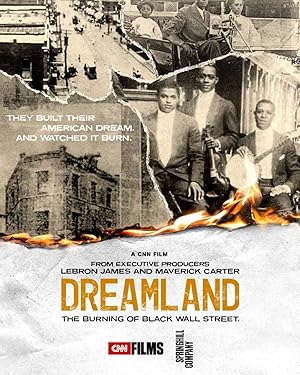 THEY BUILT THEIR
AMERICAN DREAM.
AND WATCHED IT BURN.
A CNN FILM
FROM EXECUTIVE PRODUCERS
LEBRON JAMES AND MAVERICK CARTER
DREAMLAND
THE BURNING OF BLACK WALL STREET.
CNN FILMS
SPRINGHILL
COMPANY